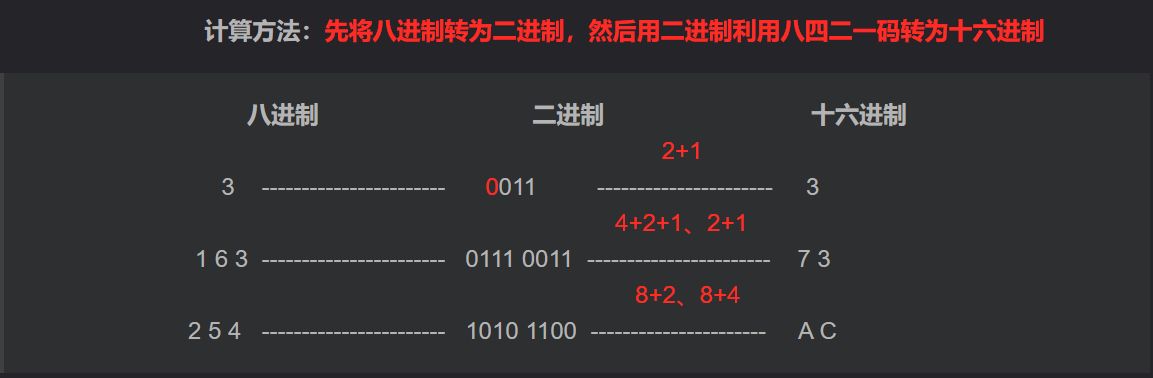 计算方法：先将八进制转为二进制，然后用二进制利用八四二一码转为十六进制
八进制 二进制 十六进制
2+1
3 ----------------------- 0011 ---------------------- 3
4+2+1、2+1
1 6 3 ----------------------- 0111 0011 ----------------------- 7 3
8+2、8+4
2 5 4 ----------------------- 1010 1100 ---------------------- A C